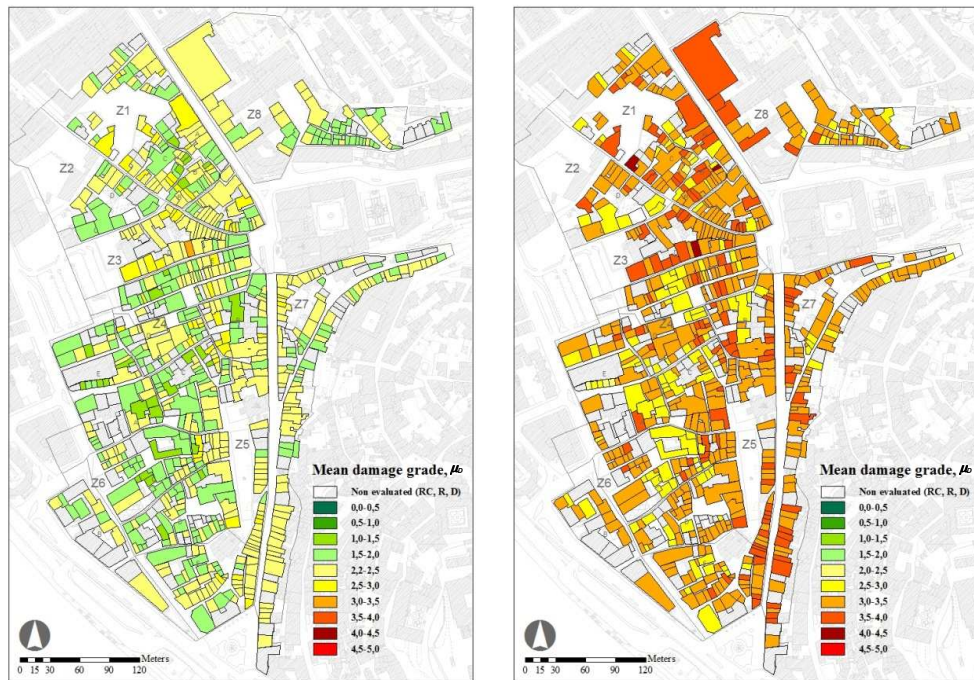 Z1
Z2
Z8
Z3
Z7
Z4
E
E
Z5
Z6
Mean damage grade, μD
Non evaluated (RC, R, D)
0,0-0,5
0,5-1,0
1,0-1,5
1,5-2,0
2,2-2,5
2,5-3,0
3,0-3,5
3,5-4,0
4,0-4,5
4,5-5,0
Meters
0 15 30 60 90 120
Z1
Z2
Z8
Z3
Z7
Z4
E
Z5
Z6
Mean damage grade, μD
Non evaluated (RC, R, D)
0,0-0,5
0,5-1,0
1,0-1,5
1,5-2,0
2,2-2,5
2,5-3,0
3,0-3,5
3,5-4,0
4,0-4,5
4,5-5,0
Meters
0 15 30 60 90 120